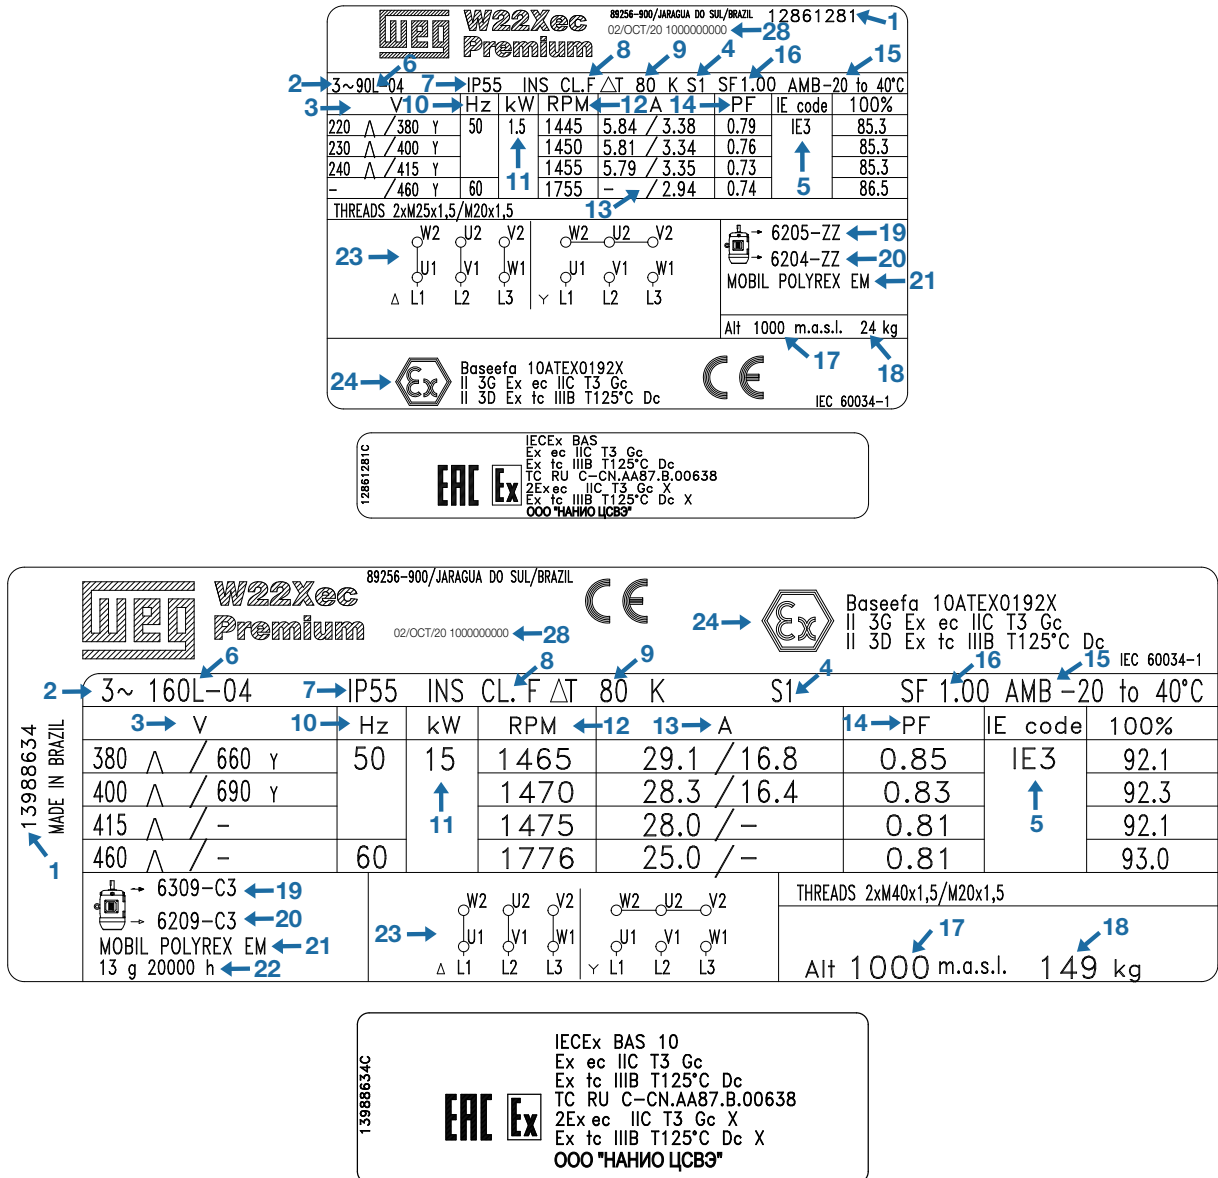 WEG W22Xec Premium 89256-900/JARAGUA DO SUL/BRAZIL 12861281 1
02/OCT/20 1000000000 28
6 8 9 4 16 15
2 3~90L-04 7 IP55 INS CL.F ΔT 80 K S1 SF1.00 AMB-20 to 40°C
3 V 10 Hz kW RPM 12 A 14 PF IE code 100%
220 Λ / 380 Y 50 1.5 1445 5.84 / 3.38 0.79 IE3 85.3
230 Λ / 400 Y 1450 5.81 / 3.34 0.76 85.3
240 Λ / 415 Y 11 1455 5.79 / 3.35 0.73 5 85.3
- / 460 Y 60 1755 - / 2.94 0.74 86.5
13
THREADS 2xM25x1,5/M20x1,5
W2 U2 V2 W2 U2 V2
23
U1 V1 W1 U1 V1 W1
Δ L1 L2 L3 Y L1 L2 L3
6205-ZZ 19
6204-ZZ 20
MOBIL POLYREX EM 21
Alt 1000 m.a.s.l. 24 kg
17 18
24 Ex Baseefa 10ATEX0192X CE
II 3G Ex ec IIC T3 Gc
II 3D Ex tc IIIB T125°C Dc
IEC 60034-1
12861281C
EAC Ex
IECEx BAS
Ex ec IIC T3 Gc
Ex tc IIIB T125°C Dc
TC RU C-CN.AA87.B.00638
2Exec IIC T3 Gc X
Ex tc IIIB T125°C Dc X
ООО "НАНИО ЦСВЭ"
WEG W22Xec Premium 89256-900/JARAGUA DO SUL/BRAZIL CE
02/OCT/20 1000000000 28
24 Ex Baseefa 10ATEX0192X
II 3G Ex ec IIC T3 Gc
II 3D Ex tc IIIB T125°C Dc
IEC 60034-1
6 8 9 4 16 15
2 3~ 160L-04 7 IP55 INS CL. F ΔT 80 K S1 SF 1.00 AMB -20 to 40°C
3 V 10 Hz kW RPM 12 13 A 14 PF IE code 100%
380 Λ / 660 Y 50 15 1465 29.1 / 16.8 0.85 IE3 92.1
400 Λ / 690 Y 1470 28.3 / 16.4 0.83 92.3
415 Λ / - 11 1475 28.0 / - 0.81 5 92.1
460 Λ / - 60 1776 25.0 / - 0.81 93.0
13988634
MADE IN BRAZIL
1
6309-C3 19
6209-C3 20
MOBIL POLYREX EM 21
13 g 20000 h 22
W2 U2 V2 W2 U2 V2
23
U1 V1 W1 U1 V1 W1
Δ L1 L2 L3 Y L1 L2 L3
THREADS 2xM40x1,5/M20x1,5
17 18
Alt 1000 m.a.s.l. 149 kg
13988634C
EAC Ex
IECEx BAS 10
Ex ec IIC T3 Gc
Ex tc IIIB T125°C Dc
TC RU C-CN.AA87.B.00638
2Ex ec IIC T3 Gc X
Ex tc IIIB T125°C Dc X
ООО "НАНИО ЦСВЭ"